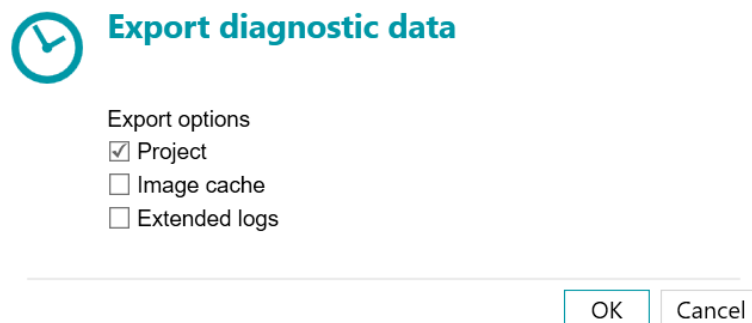 Export diagnostic data
Export options
Project
Image cache
Extended logs
OK Cancel